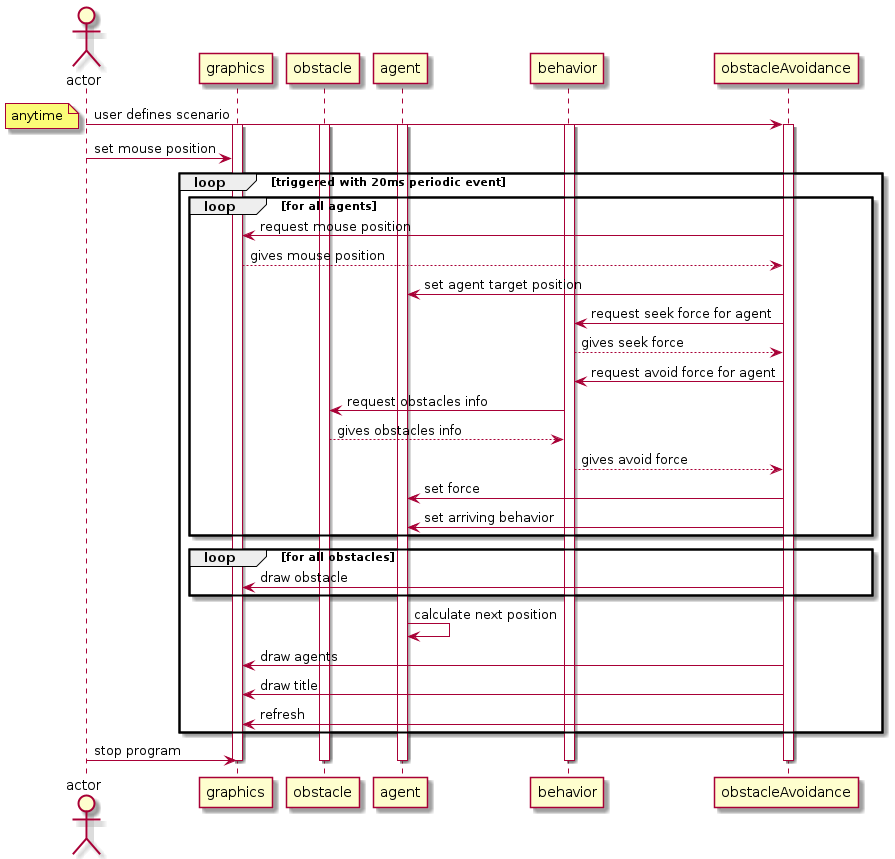 actor
graphics
obstacle
agent
behavior
obstacleAvoidance
anytime
user defines scenario
set mouse position
loop [triggered with 20ms periodic event]
loop [for all agents]
request mouse position
gives mouse position
set agent target position
request seek force for agent
gives seek force
request avoid force for agent
request obstacles info
gives obstacles info
gives avoid force
set force
set arriving behavior
loop [for all obstacles]
draw obstacle
calculate next position
draw agents
draw title
refresh
stop program
actor
graphics
obstacle
agent
behavior
obstacleAvoidance